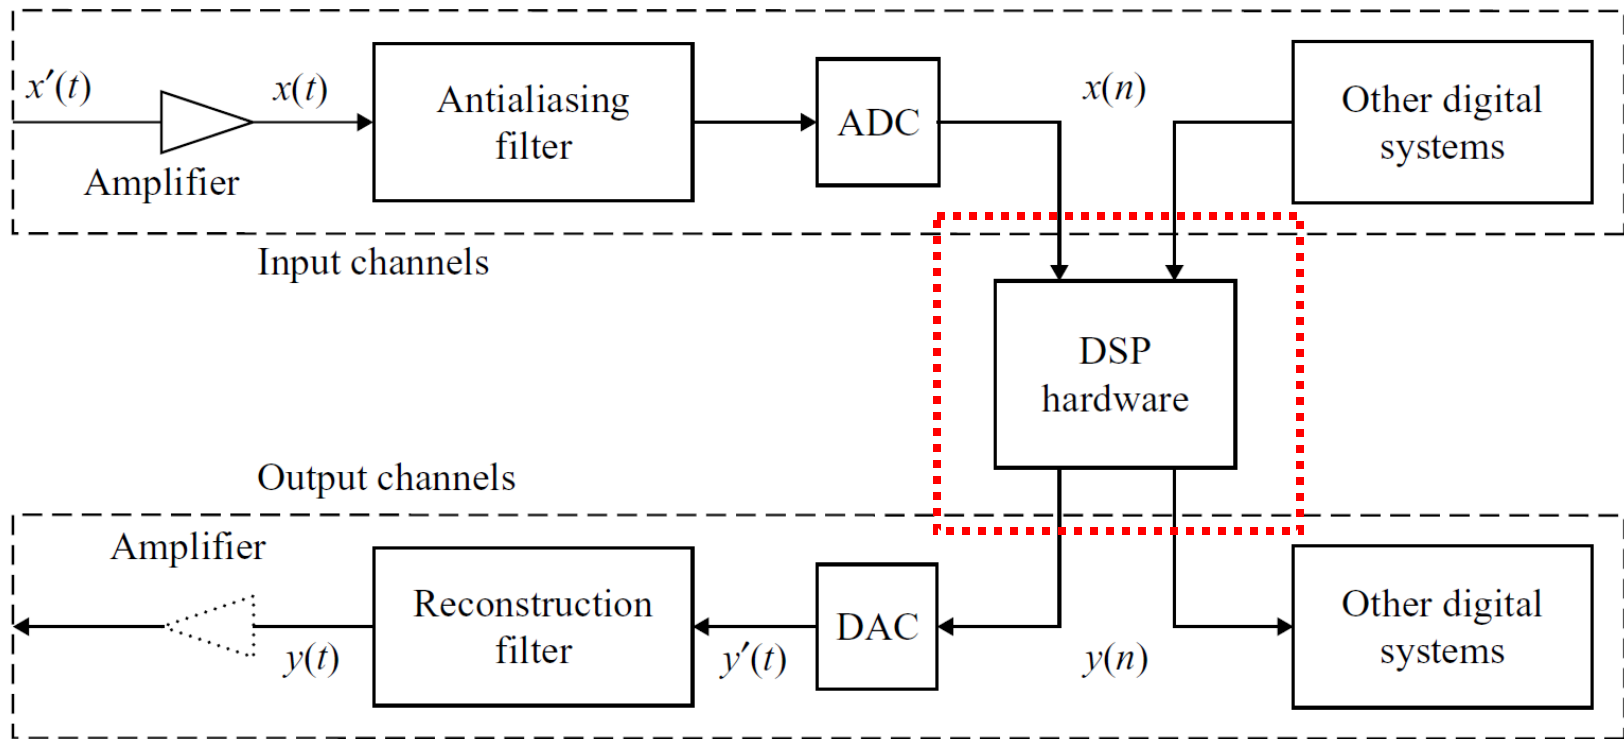 x′(t)
x(t)
Amplifier
Antialiasing
filter
ADC
x(n)
Other digital
systems
Input channels
DSP
hardware
Output channels
Amplifier
y(t)
Reconstruction
filter
y′(t)
DAC
y(n)
Other digital
systems